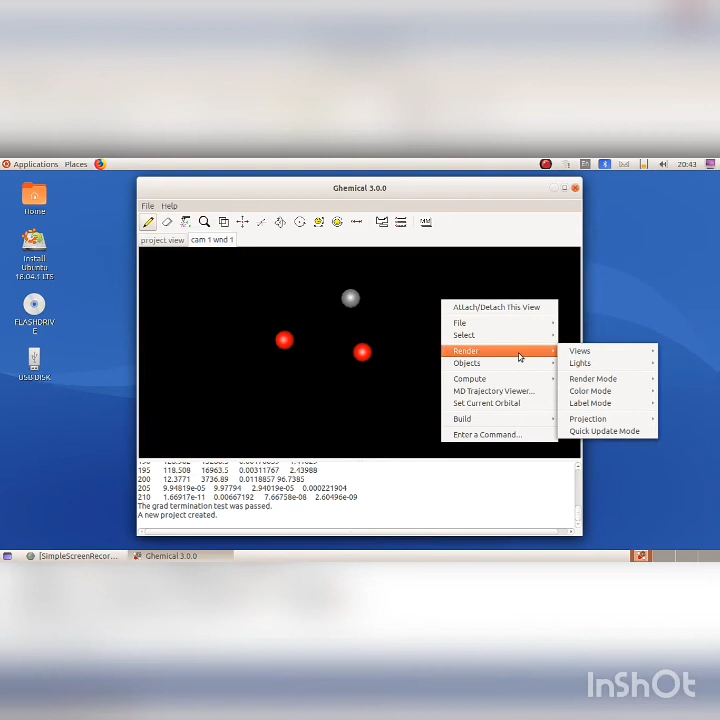 Applications Places En 20:43
Ghemical 3.0.0
File Help
MM
project view cam 1 wnd 1
Home
Install
Ubuntu
18.04.1 LTS
FLASHDRIV
E
USB DISK
Attach/Detach This View
File
Select
Render
Objects
Compute
MD Trajectory Viewer...
Set Current Orbital
Build
Enter a Command...
Views
Lights
Render Mode
Color Mode
Label Mode
Projection
Quick Update Mode
195 118.508 16963.5 0.00311767 2.43988
200 12.3771 3736.89 0.0118857 96.7385
205 9.94819e-05 9.97794 2.94019e-05 0.000221904
210 1.66917e-11 0.00667192 7.66758e-08 2.60496e-09
The grad termination test was passed.
A new project created.
[SimpleScreenRecor... Ghemical 3.0.0
InShOt